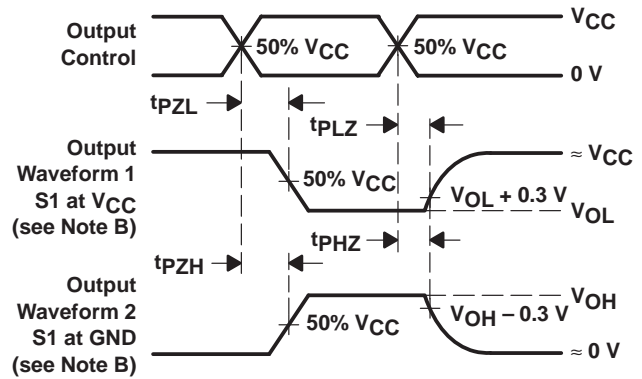 Output
Control
50% VCC
50% VCC
VCC
0 V
tPZL
tPLZ
Output
Waveform 1
S1 at VCC
(see Note B)
50% VCC
≈ VCC
VOL + 0.3 V
VOL
tPZH
tPHZ
Output
Waveform 2
S1 at GND
(see Note B)
50% VCC
VOH
VOH − 0.3 V
≈ 0 V